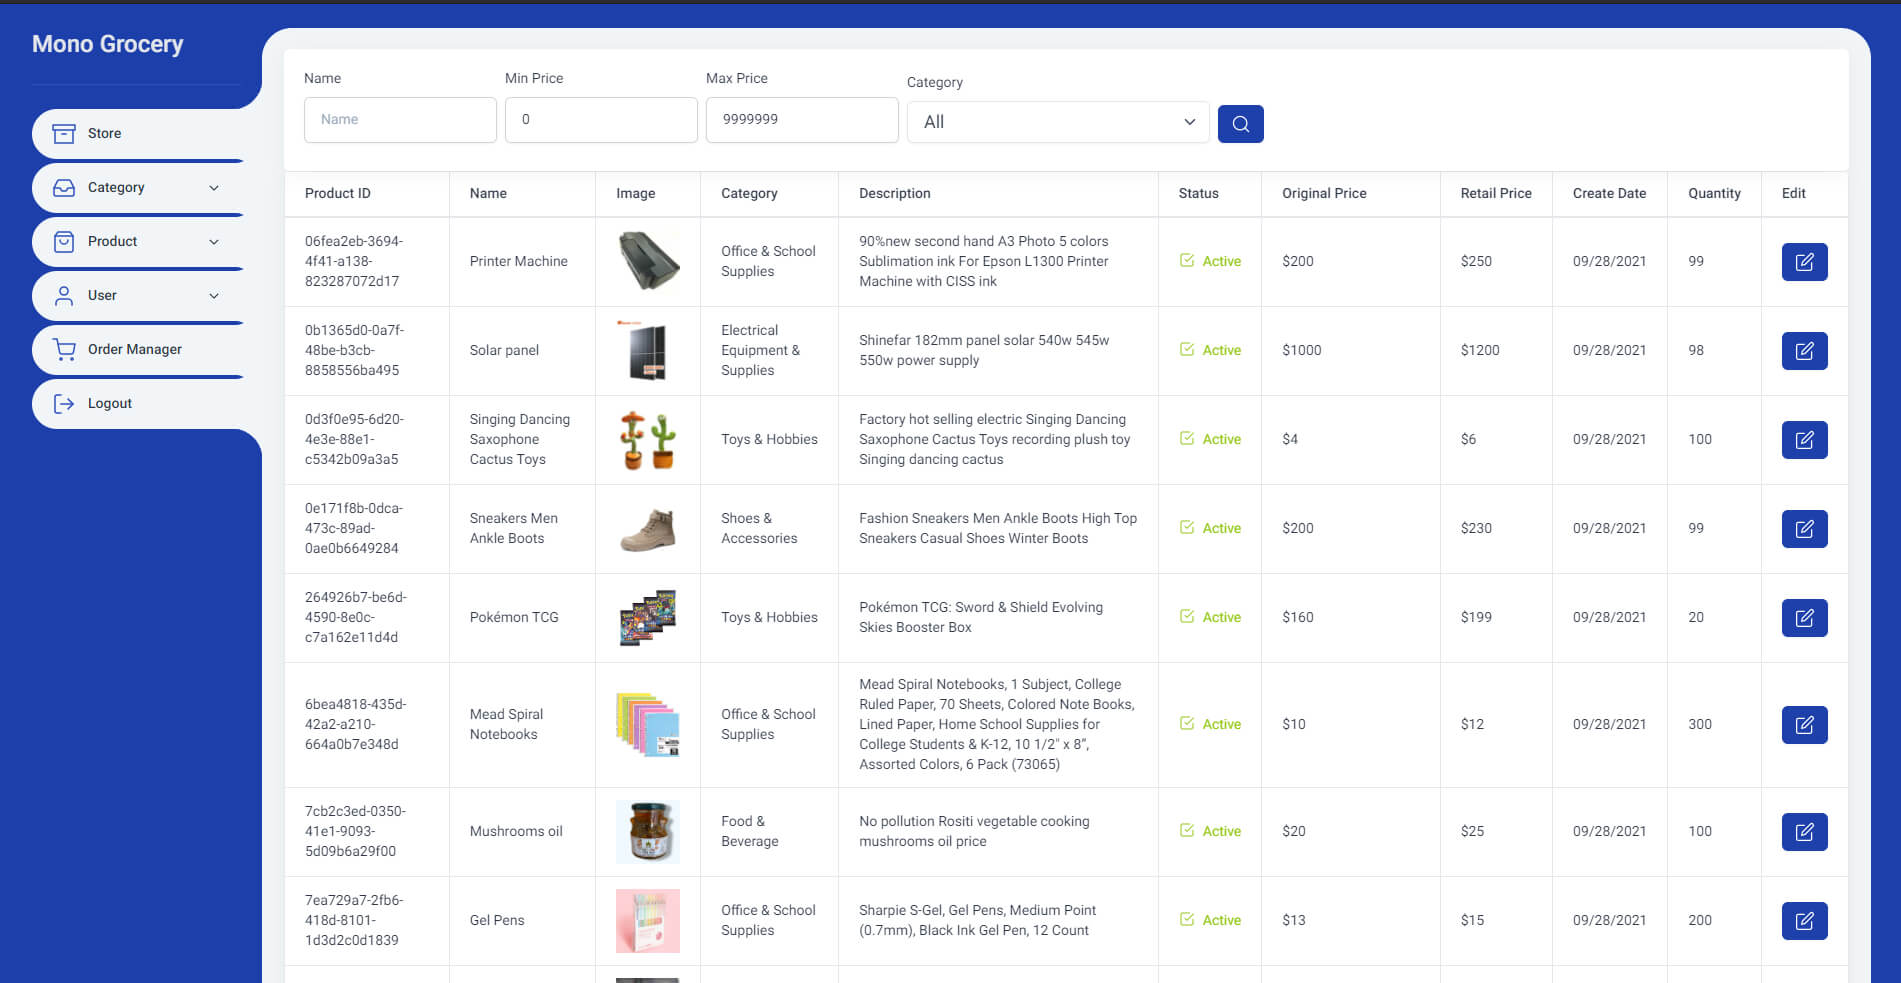 Mono Grocery
Store
Category
Product
User
Order Manager
Logout
Name
Min Price
Max Price
Category
Name
0
9999999
All
Product ID
Name
Image
Category
Description
Status
Original Price
Retail Price
Create Date
Quantity
Edit
06fea2eb-3694-
4f41-a138-
823287072d17
Printer Machine
Office & School
Supplies
90%new second hand A3 Photo 5 colors
Sublimation ink For Epson L1300 Printer
Machine with CISS ink
Active
$200
$250
09/28/2021
99
0b1365d0-0a7f-
48be-b3cb-
8858556ba495
Solar panel
Electrical
Equipment &
Supplies
Shinefar 182mm panel solar 540w 545w
550w power supply
Active
$1000
$1200
09/28/2021
98
0d3f0e95-6d20-
4e3e-88e1-
c5342b09a3a5
Singing Dancing
Saxophone
Cactus Toys
Toys & Hobbies
Factory hot selling electric Singing Dancing
Saxophone Cactus Toys recording plush toy
Singing dancing cactus
Active
$4
$6
09/28/2021
100
0e171f8b-0dca-
473c-89ad-
0ae0b6649284
Sneakers Men
Ankle Boots
Shoes &
Accessories
Fashion Sneakers Men Ankle Boots High Top
Sneakers Casual Shoes Winter Boots
Active
$200
$230
09/28/2021
99
264926b7-be6d-
4590-8e0c-
c7a162e11d4d
Pokémon TCG
Toys & Hobbies
Pokémon TCG: Sword & Shield Evolving
Skies Booster Box
Active
$160
$199
09/28/2021
20
6bea4818-435d-
42a2-a210-
664a0b7e348d
Mead Spiral
Notebooks
Office & School
Supplies
Mead Spiral Notebooks, 1 Subject, College
Ruled Paper, 70 Sheets, Colored Note Books,
Lined Paper, Home School Supplies for
College Students & K-12, 10 1/2" x 8”,
Assorted Colors, 6 Pack (73065)
Active
$10
$12
09/28/2021
300
7cb2c3ed-0350-
41e1-9093-
5d09b6a29f00
Mushrooms oil
Food &
Beverage
No pollution Rositi vegetable cooking
mushrooms oil price
Active
$20
$25
09/28/2021
100
7ea729a7-2fb6-
418d-8101-
1d3d2c0d1839
Gel Pens
Office & School
Supplies
Sharpie S-Gel, Gel Pens, Medium Point
(0.7mm), Black Ink Gel Pen, 12 Count
Active
$13
$15
09/28/2021
200